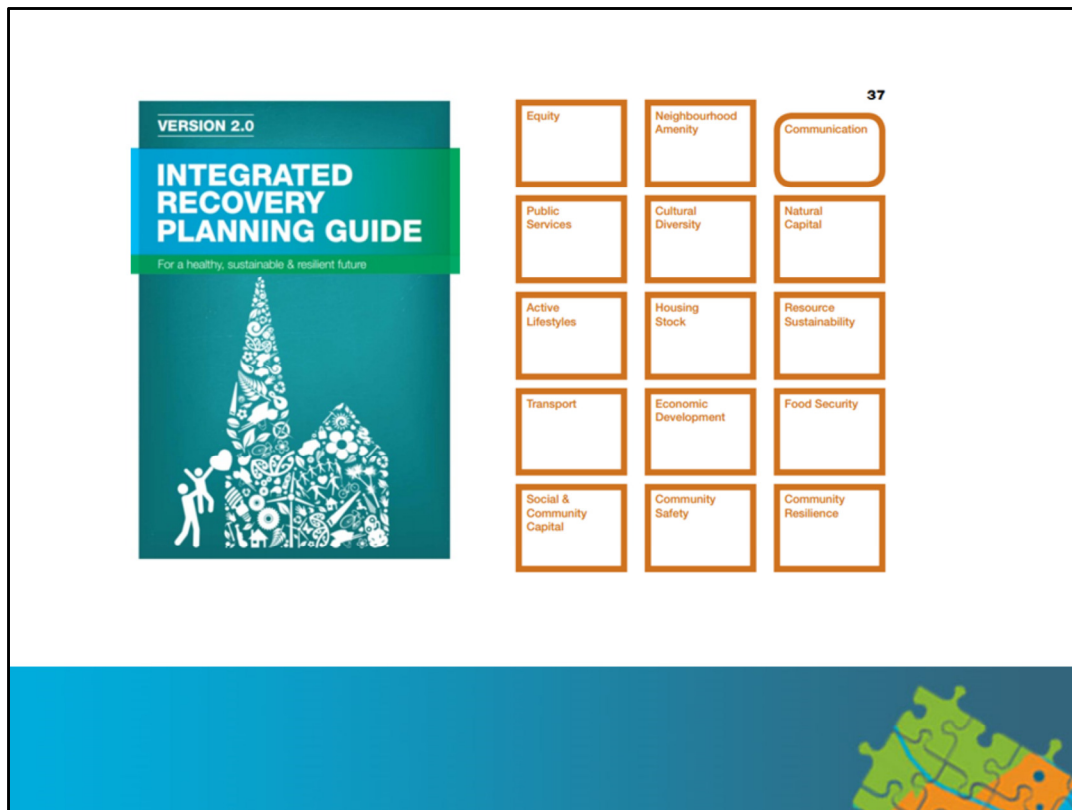 VERSION 2.0
INTEGRATED
RECOVERY
PLANNING GUIDE
For a healthy, sustainable & resilient future
37
Equity
Neighbourhood
Amenity
Communication
Public
Services
Cultural
Diversity
Natural
Capital
Active
Lifestyles
Housing
Stock
Resource
Sustainability
Transport
Economic
Development
Food Security
Social &
Community
Capital
Community
Safety
Community
Resilience